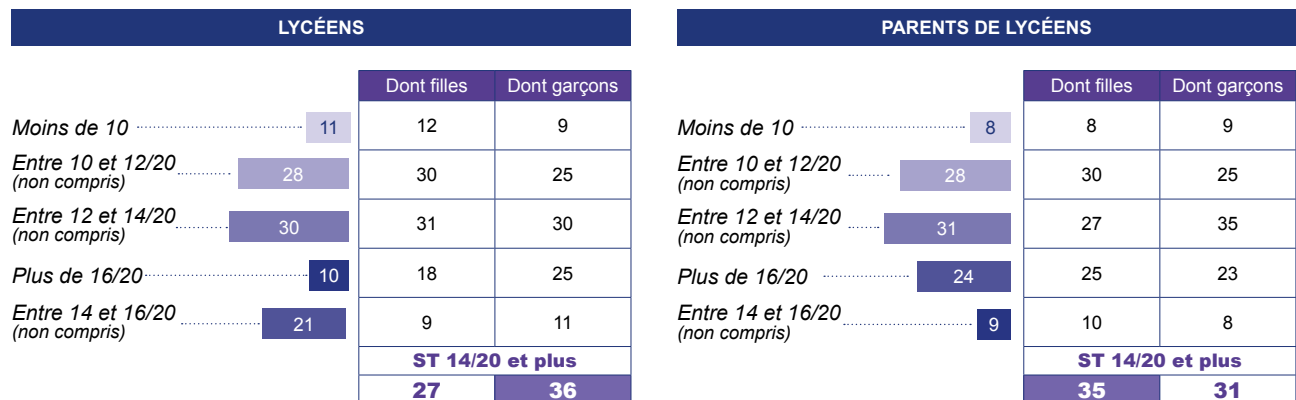 LYCÉENS
Dont filles Dont garçons
Moins de 10 11 12 9
Entre 10 et 12/20
(non compris) 28 30 25
Entre 12 et 14/20
(non compris) 30 31 30
Plus de 16/20 10 18 25
Entre 14 et 16/20
(non compris) 21 9 11
ST 14/20 et plus
27 36
PARENTS DE LYCÉENS
Dont filles Dont garçons
Moins de 10 8 8 9
Entre 10 et 12/20
(non compris) 28 30 25
Entre 12 et 14/20
(non compris) 31 27 35
Plus de 16/20 24 25 23
Entre 14 et 16/20
(non compris) 9 10 8
ST 14/20 et plus
35 31